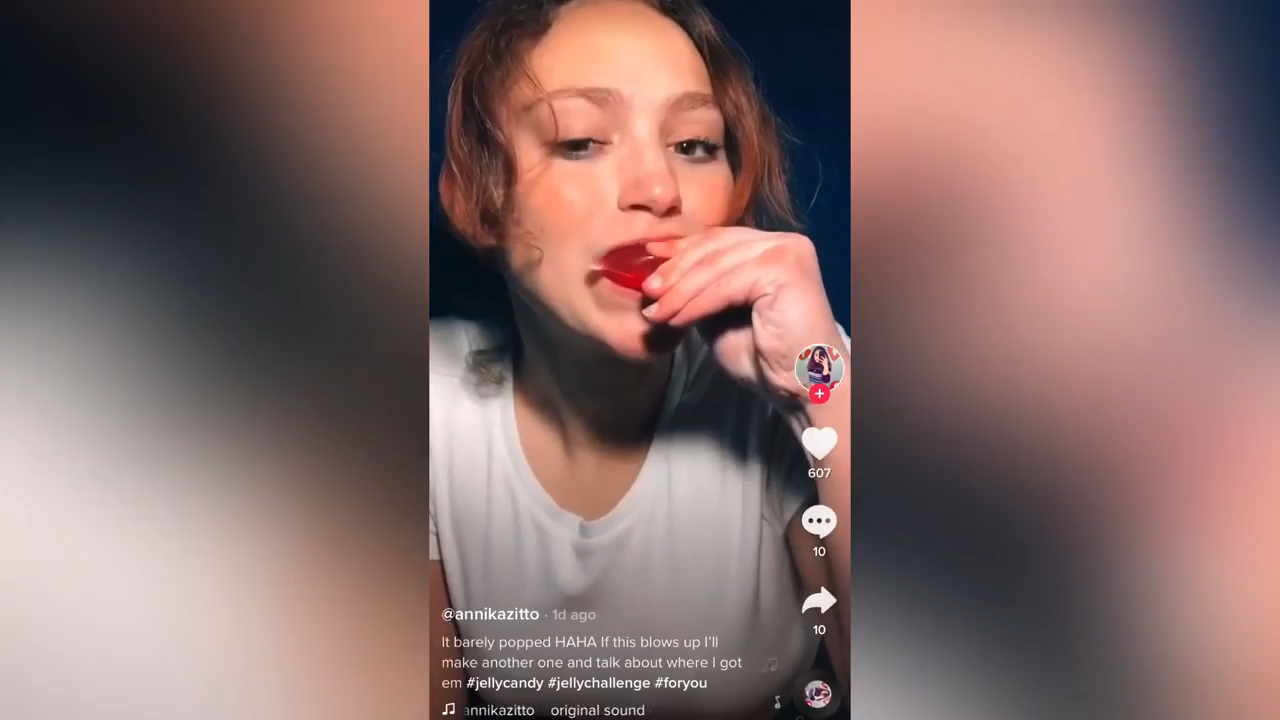 607
10
10
@annikazitto · 1d ago
It barely popped HAHA If this blows up I'll
make another one and talk about where I got
em #jellycandy #jellychallenge #foryou
annikazitto original sound